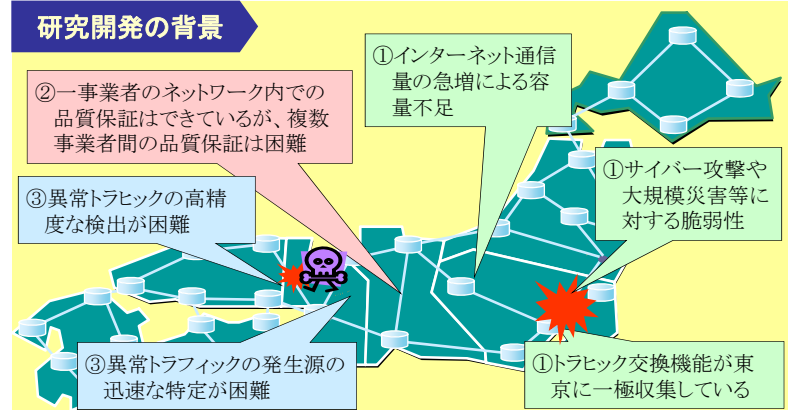 研究開発の背景
①インターネット通信
量の急増による容
量不足
②一事業者のネットワーク内での
品質保証はできているが、複数
事業者間の品質保証は困難
①サイバー攻撃や
大規模災害等に
対する脆弱性
③異常トラヒックの高精
度な検出が困難
③異常トラフィックの発生源の
迅速な特定が困難
①トラヒック交換機能が東
京に一極収集している